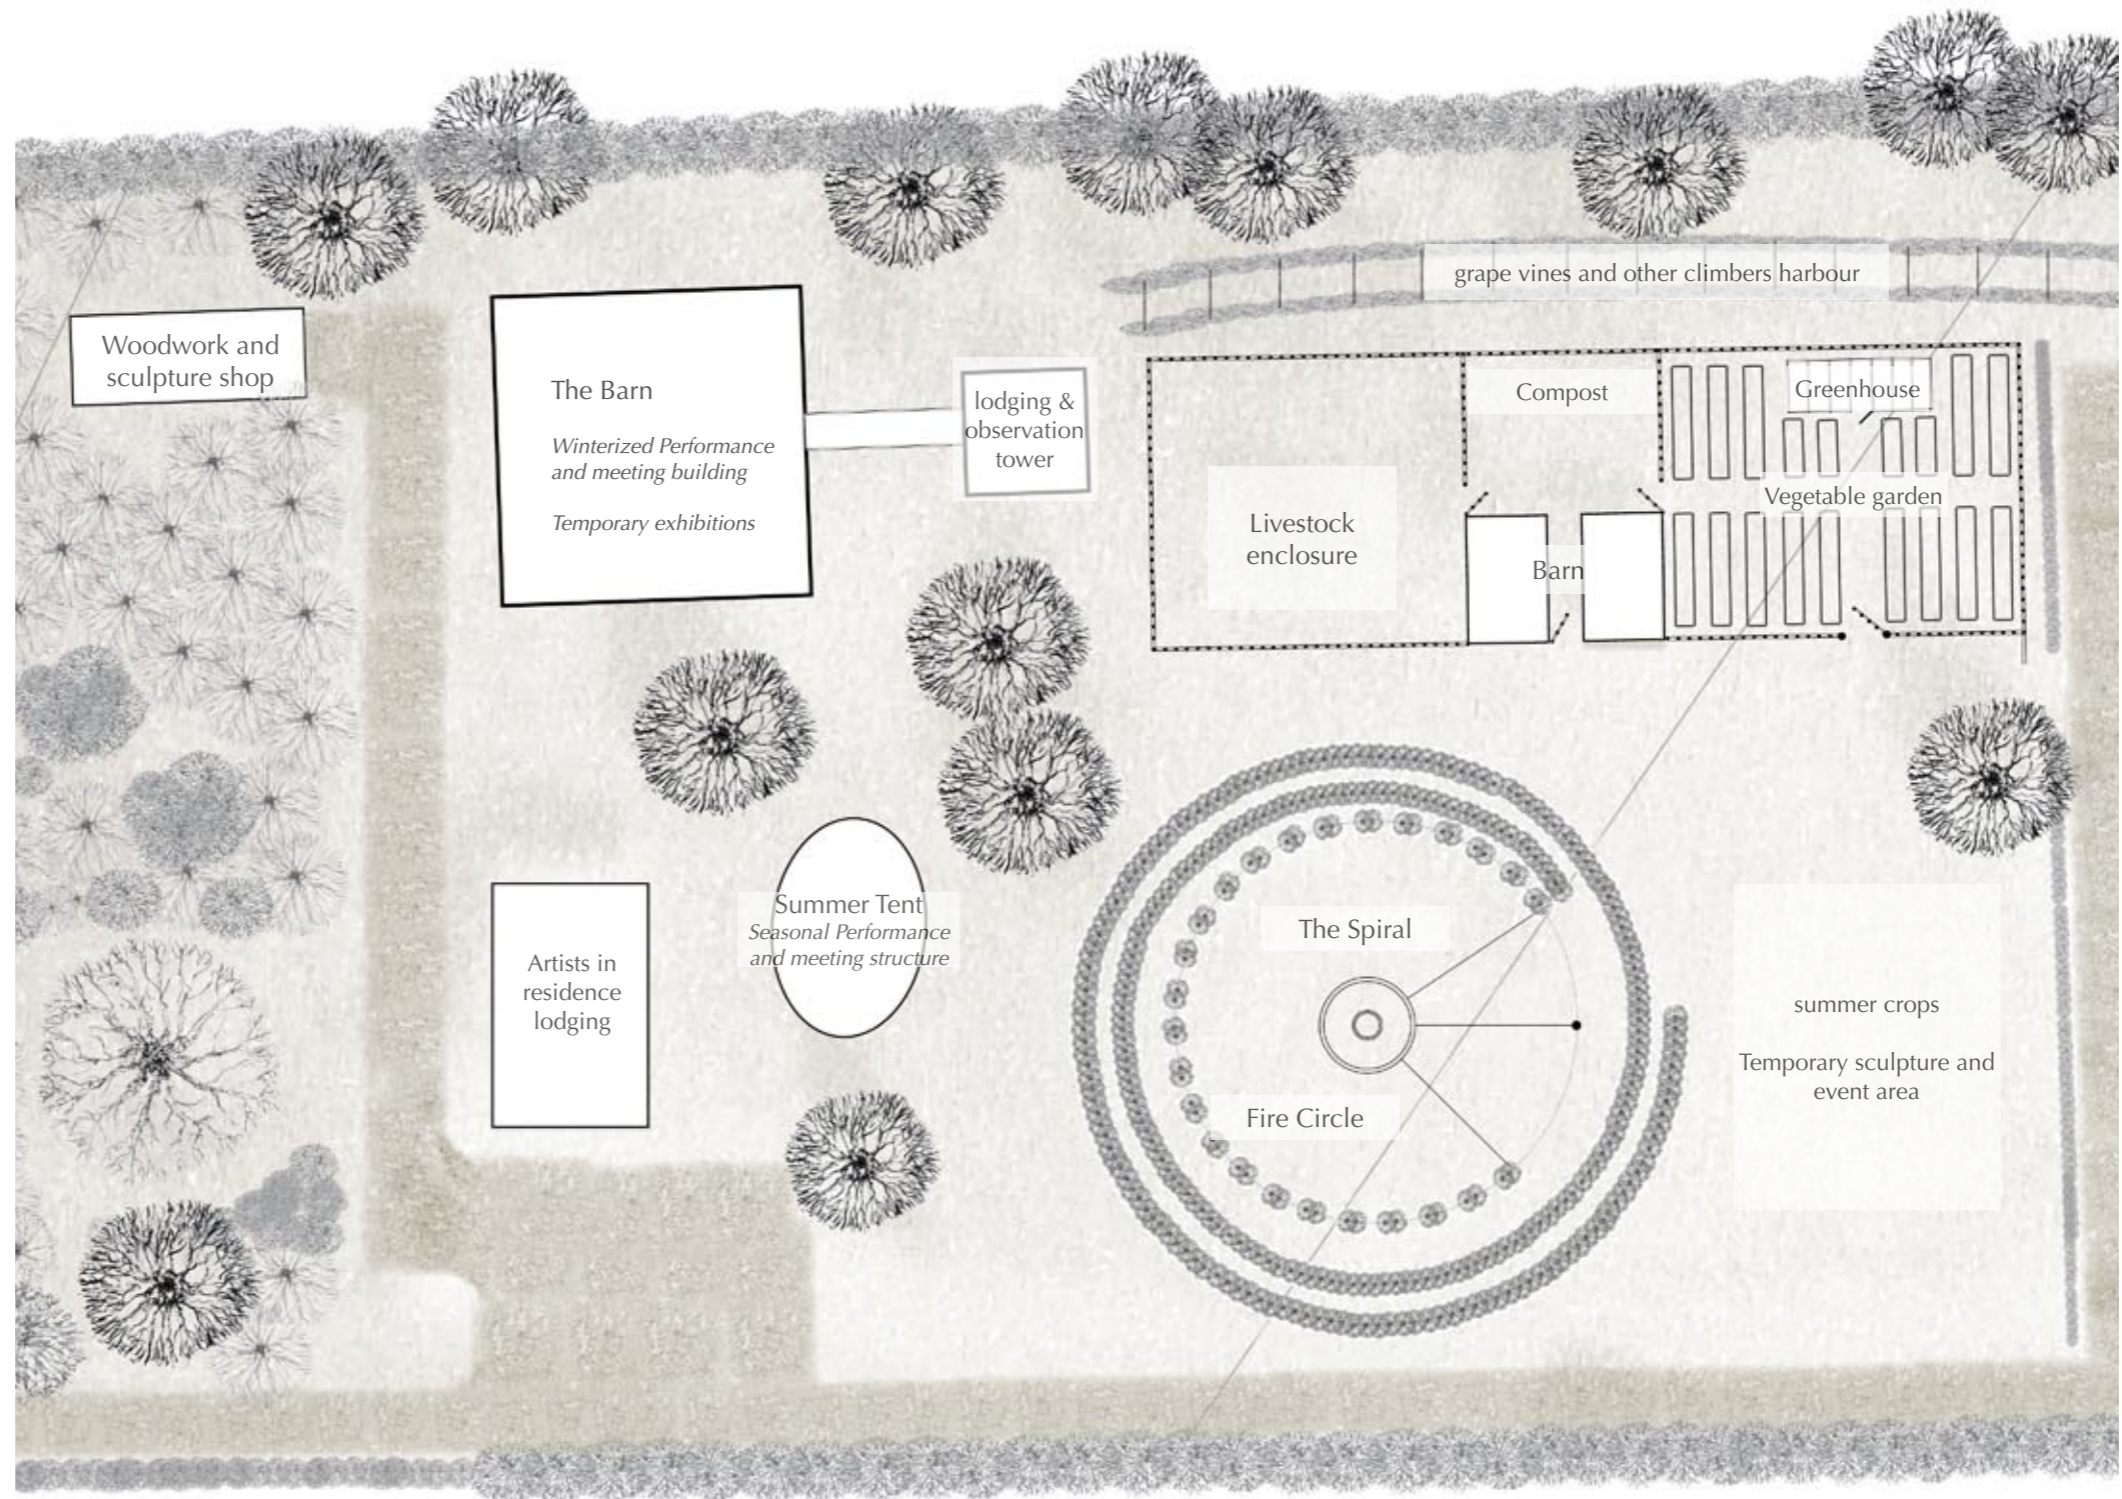 grape vines and other climbers harbour
Woodwork and
sculpture shop
The Barn
Winterized Performance
and meeting building
Temporary exhibitions
lodging &
observation
tower
Compost
Greenhouse
Vegetable garden
Livestock
enclosure
Barn
Summer Tent
Seasonal Performance
and meeting structure
Artists in
residence
lodging
The Spiral
Fire Circle
summer crops
Temporary sculpture and
event area